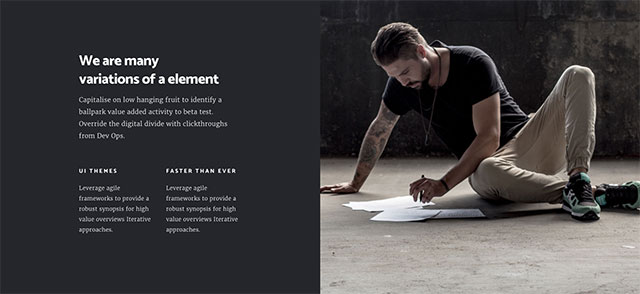 We are many
variations of a element
Capitalise on low hanging fruit to identify a
ballpark value added activity to beta test.
Override the digital divide with clickthroughs
from Dev Ops.
UI THEMES
Leverage agile
frameworks to provide a
robust synopsis for high
value overviews Iterative
approaches.
FASTER THAN EVER
Leverage agile
frameworks to provide a
robust synopsis for high
value overviews Iterative
approaches.